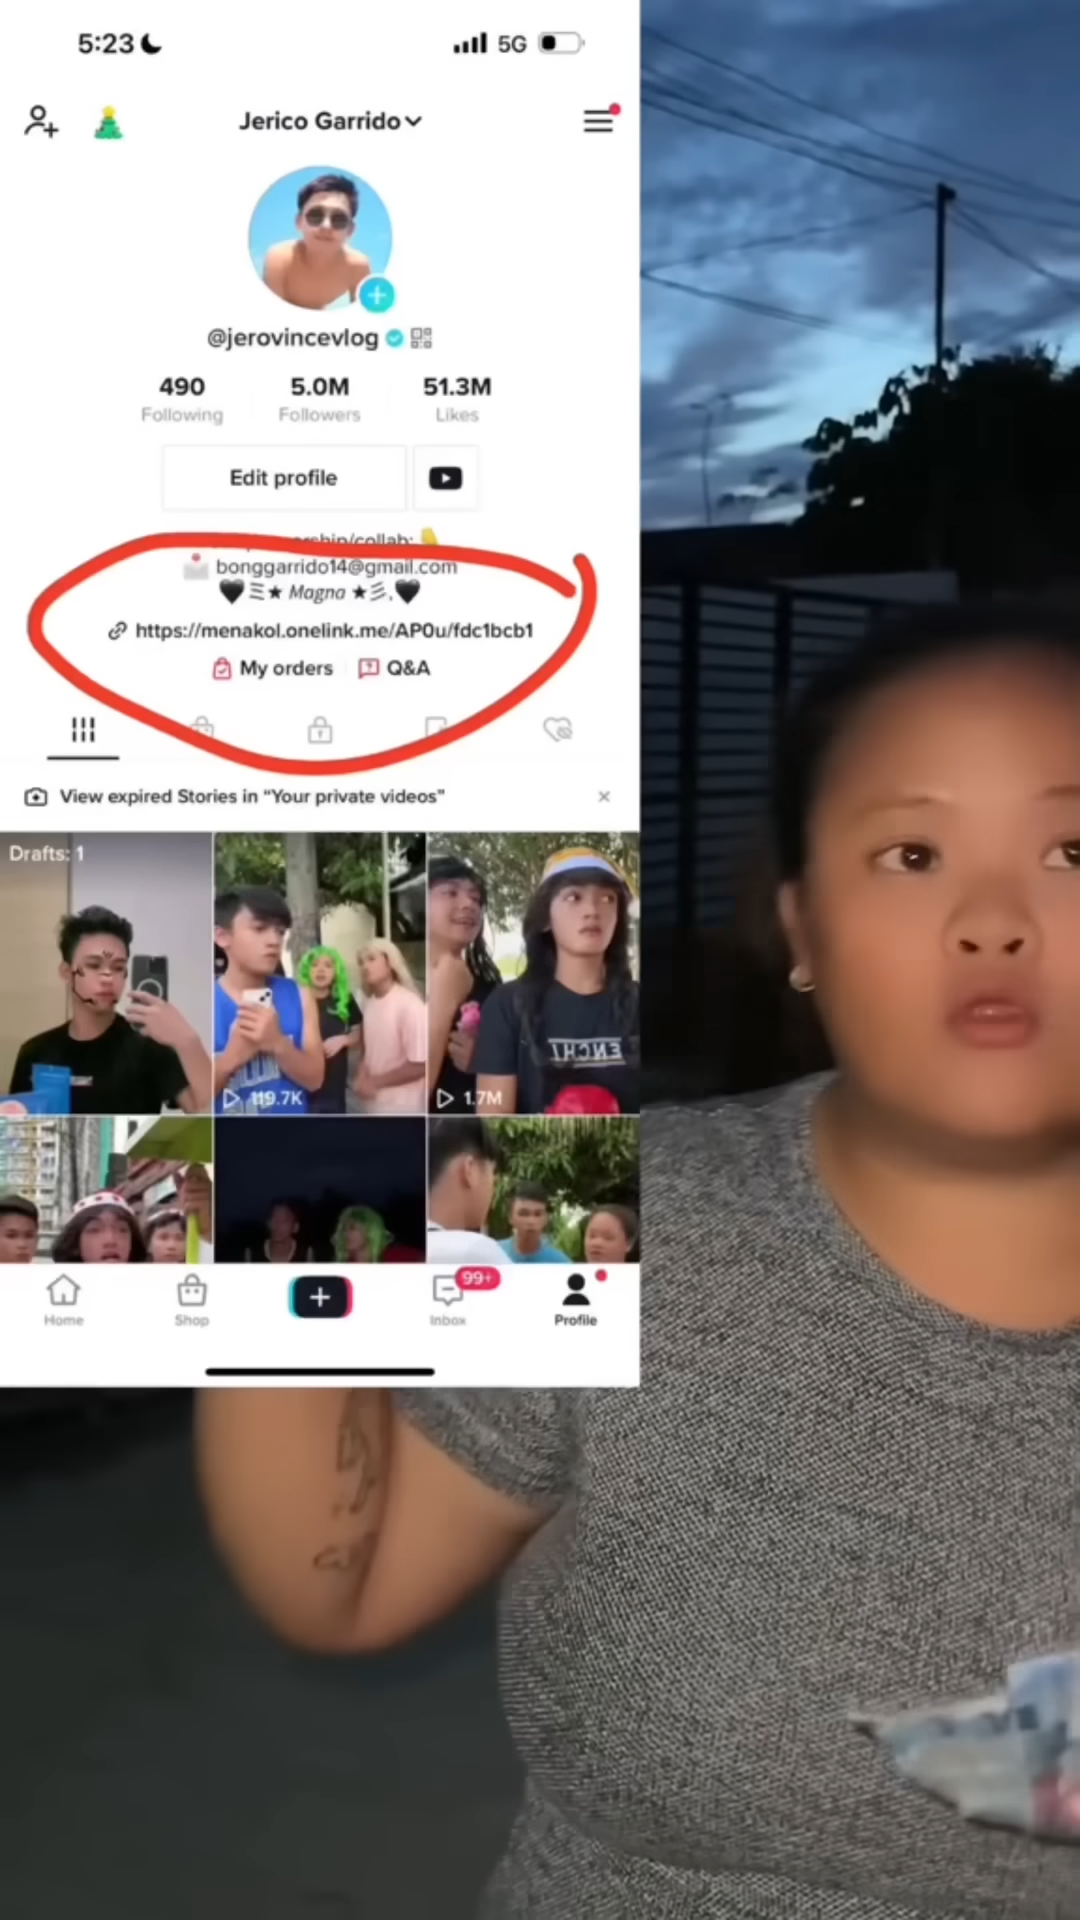 5:23
5G
Jerico Garrido
@jerovincevlog
490 5.0M 51.3M
Following Followers Likes
Edit profile
bonggarrido14@gmail.com
Magna
https://menakol.onelink.me/AP0u/fdc1bcb1
My orders Q&A
View expired Stories in “Your private videos”
Drafts: 1
119.7K
1.7M
99+
Home Shop Inbox Profile